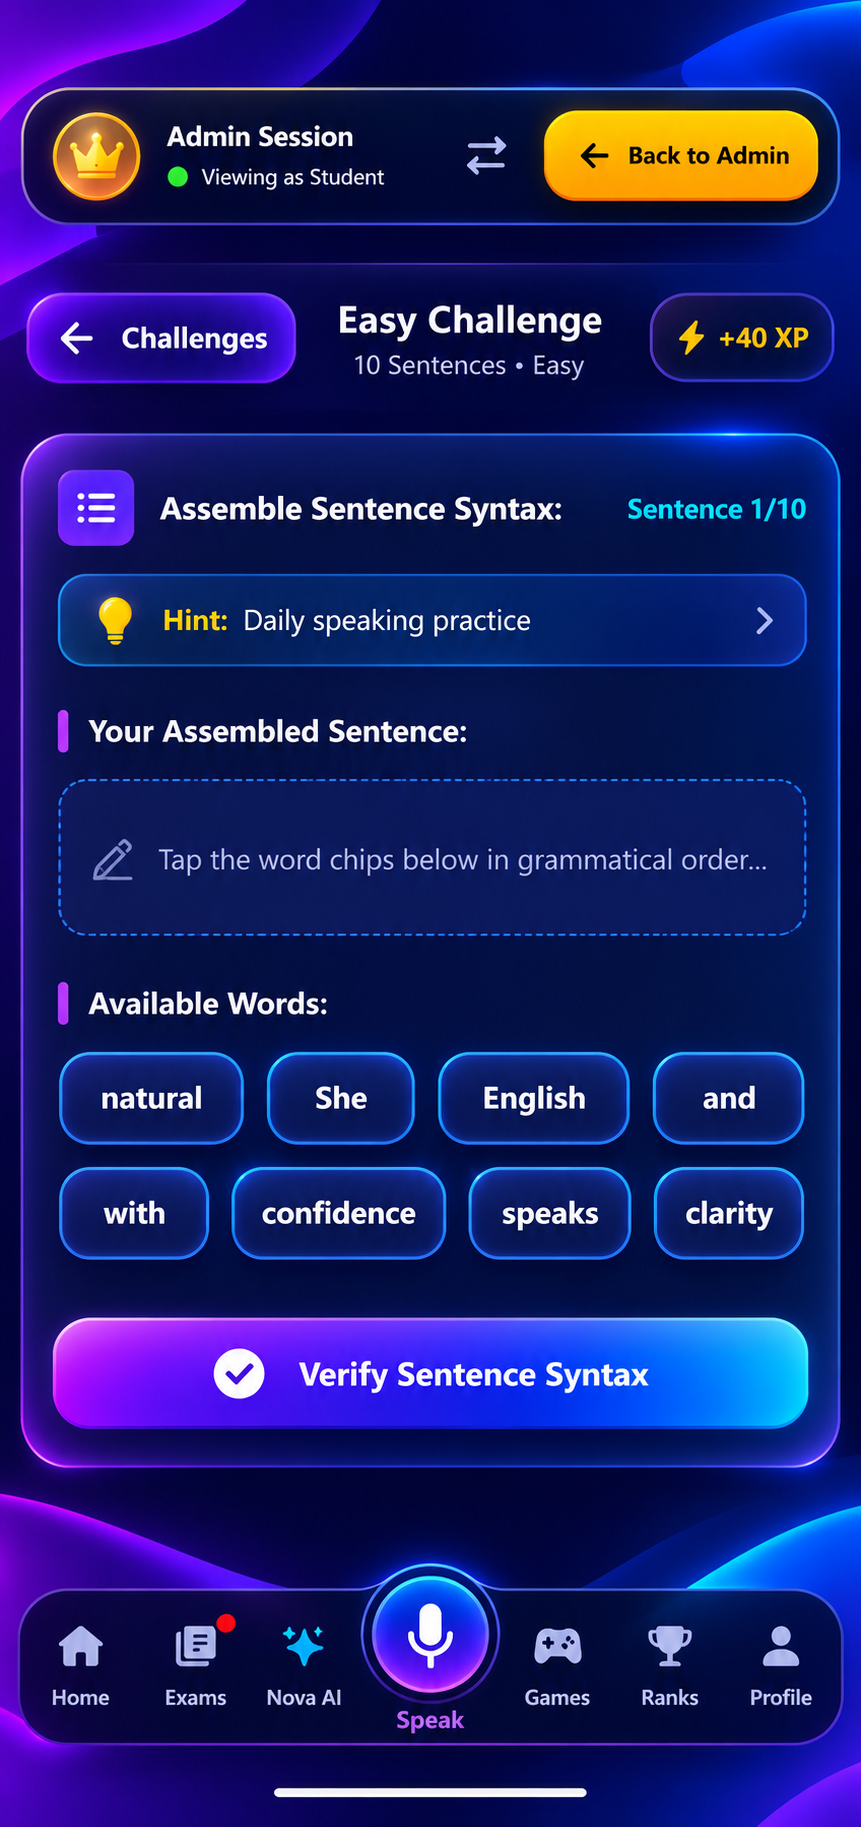 Admin Session
Viewing as Student
Back to Admin
Challenges
Easy Challenge
10 Sentences • Easy
+40 XP
Assemble Sentence Syntax:
Sentence 1/10
Hint: Daily speaking practice
Your Assembled Sentence:
Tap the word chips below in grammatical order...
Available Words:
natural She English and
with confidence speaks clarity
Verify Sentence Syntax
Home Exams Nova AI Speak Games Ranks Profile